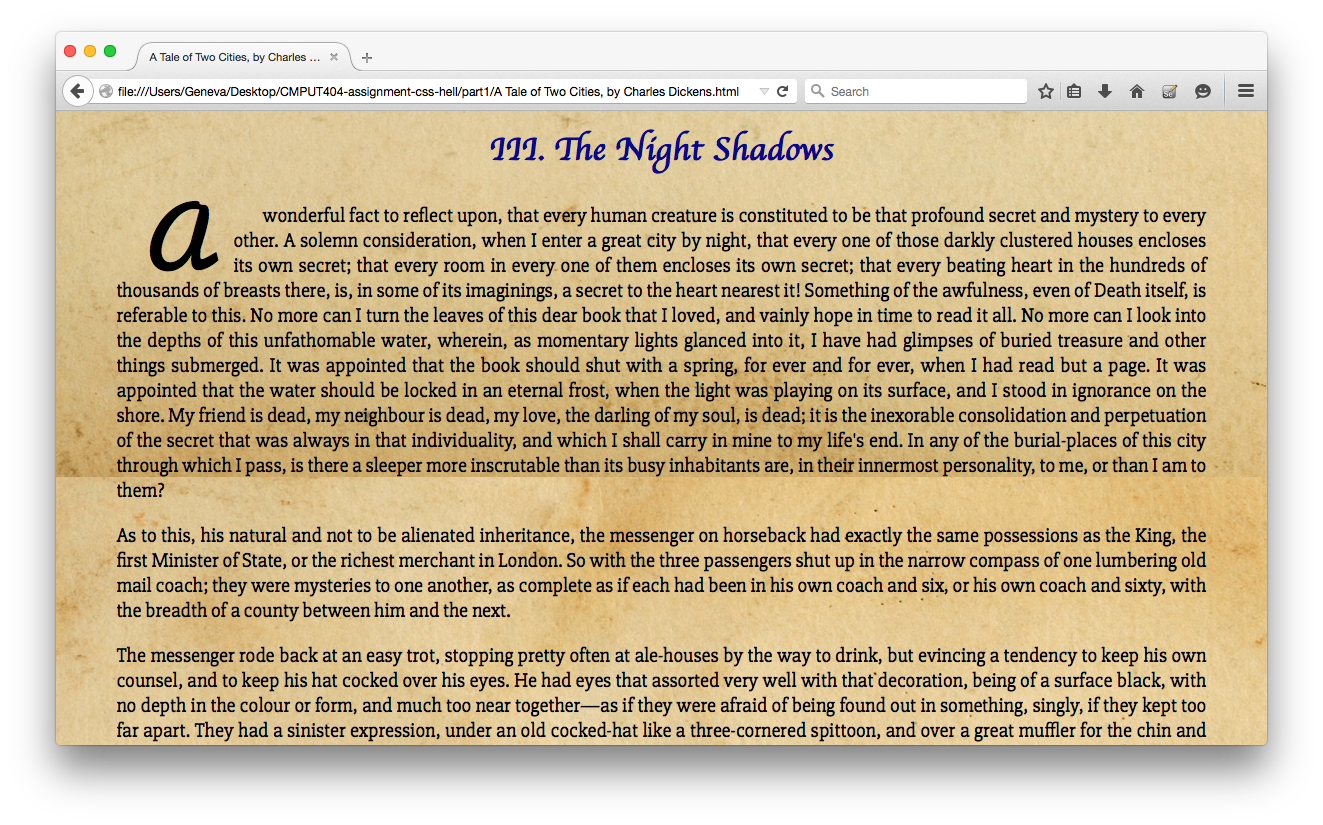 A Tale of Two Cities, by Charles ...
file:///Users/Geneva/Desktop/CMPUT404-assignment-css-hell/part1/A Tale of Two Cities, by Charles Dickens.html
Search
III. The Night Shadows
A wonderful fact to reflect upon, that every human creature is constituted to be that profound secret and mystery to every
other. A solemn consideration, when I enter a great city by night, that every one of those darkly clustered houses encloses
its own secret; that every room in every one of them encloses its own secret; that every beating heart in the hundreds of
thousands of breasts there, is, in some of its imaginings, a secret to the heart nearest it! Something of the awfulness, even of Death itself, is
referable to this. No more can I turn the leaves of this dear book that I loved, and vainly hope in time to read it all. No more can I look into
the depths of this unfathomable water, wherein, as momentary lights glanced into it, I have had glimpses of buried treasure and other
things submerged. It was appointed that the book should shut with a spring, for ever and for ever, when I had read but a page. It was
appointed that the water should be locked in an eternal frost, when the light was playing on its surface, and I stood in ignorance on the
shore. My friend is dead, my neighbour is dead, my love, the darling of my soul, is dead; it is the inexorable consolidation and perpetuation
of the secret that was always in that individuality, and which I shall carry in mine to my life's end. In any of the burial-places of this city
through which I pass, is there a sleeper more inscrutable than its busy inhabitants are, in their innermost personality, to me, or than I am to
them?
As to this, his natural and not to be alienated inheritance, the messenger on horseback had exactly the same possessions as the King, the
first Minister of State, or the richest merchant in London. So with the three passengers shut up in the narrow compass of one lumbering old
mail coach; they were mysteries to one another, as complete as if each had been in his own coach and six, or his own coach and sixty, with
the breadth of a county between him and the next.
The messenger rode back at an easy trot, stopping pretty often at ale-houses by the way to drink, but evincing a tendency to keep his own
counsel, and to keep his hat cocked over his eyes. He had eyes that assorted very well with that decoration, being of a surface black, with
no depth in the colour or form, and much too near together—as if they were afraid of being found out in something, singly, if they kept too
far apart. They had a sinister expression, under an old cocked-hat like a three-cornered spittoon, and over a great muffler for the chin and